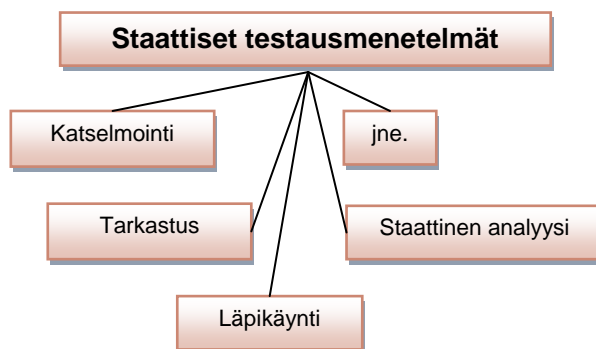 Staattiset testausmenetelmät
Katselmointi
jne.
Tarkastus
Staattinen analyysi
Läpikäynti